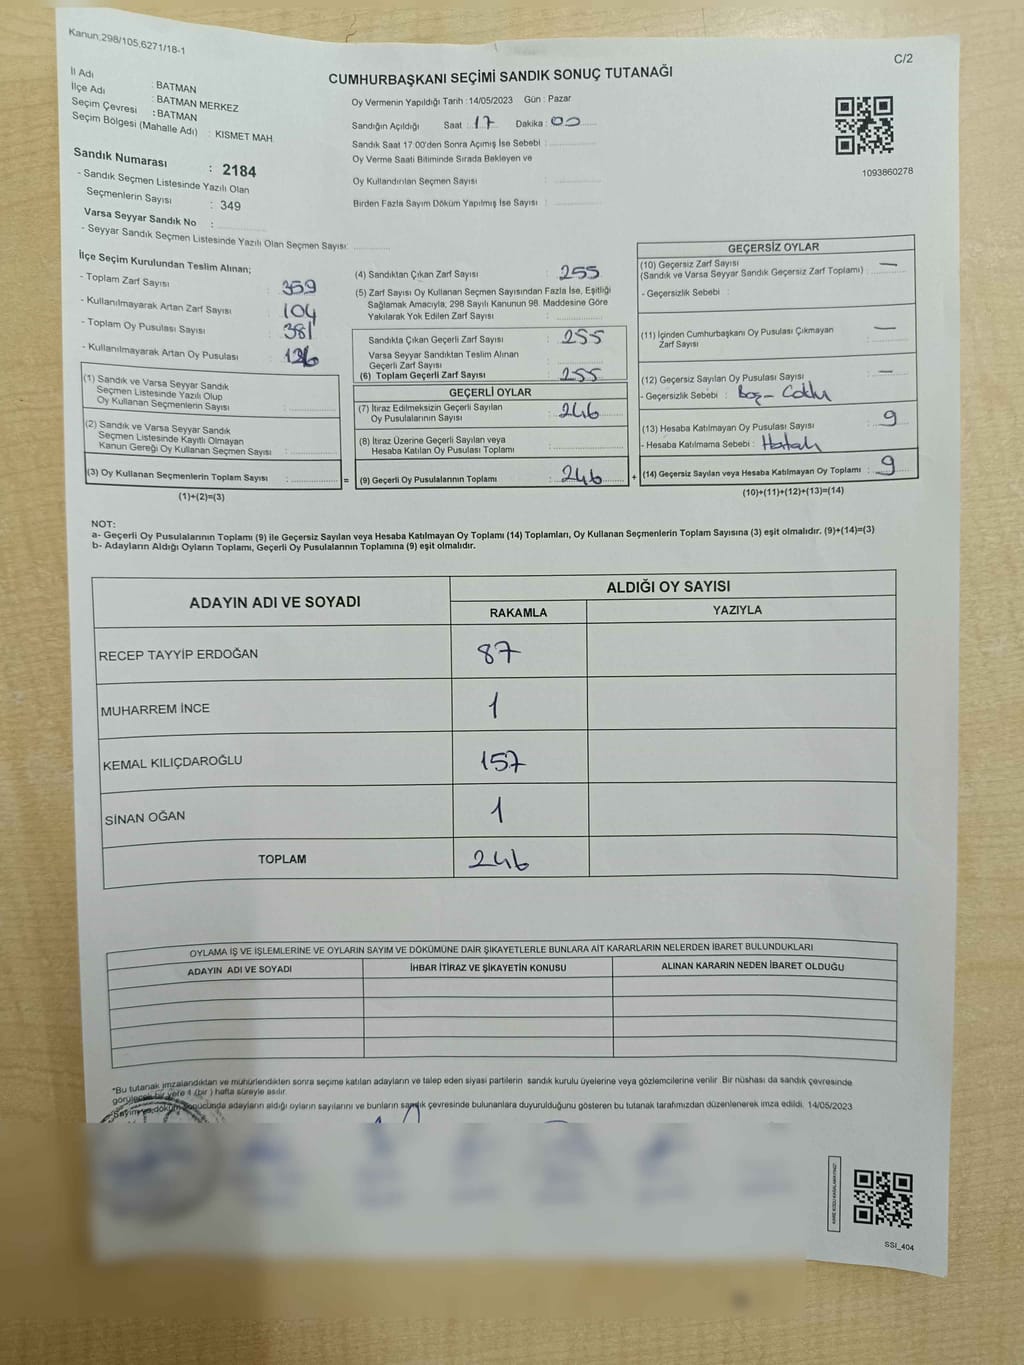 Kanun,298/105,6271/18-1
C/2
CUMHURBAŞKANI SEÇİMİ SANDIK SONUÇ TUTANAĞI
İl Adı : BATMAN
İlçe Adı : BATMAN MERKEZ
Seçim Çevresi : BATMAN
Seçim Bölgesi (Mahalle Adı) : KISMET MAH.
Sandık Numarası : 2184
- Sandık Seçmen Listesinde Yazılı Olan
Seçmenlerin Sayısı : 349
Varsa Seyyar Sandık No :
- Seyyar Sandık Seçmen Listesinde Yazılı Olan Seçmen Sayısı:
Oy Vermenin Yapıldığı Tarih : 14/05/2023 Gün : Pazar
Sandığın Açıldığı Saat : 17 Dakika : 00
Sandık Saat 17.00'den Sonra Açımış İse Sebebi :
Oy Verme Saati Bitiminde Sırada Bekleyen ve
Oy Kullandırılan Seçmen Sayısı :
Birden Fazla Sayım Döküm Yapılmış İse Sayısı :
1093860278
İlçe Seçim Kurulundan Teslim Alınan;
- Toplam Zarf Sayısı : 359
- Kullanılmayarak Artan Zarf Sayısı : 104
- Toplam Oy Pusulası Sayısı : 381
- Kullanılmayarak Artan Oy Pusulası :
(1) Sandık ve Varsa Seyyar Sandık
Seçmen Listesinde Yazılı Olup
Oy Kullanan Seçmenlerin Sayısı :
(2) Sandık ve Varsa Seyyar Sandık
Seçmen Listesinde Kayıtlı Olmayan
Kanun Gereği Oy Kullanan Seçmen Sayısı :
(3) Oy Kullanan Seçmenlerin Toplam Sayısı : =
(1)+(2)=(3)
(4) Sandıktan Çıkan Zarf Sayısı : 255
(5) Zarf Sayısı Oy Kullanan Seçmen Sayısından Fazla İse, Eşitliği
Sağlamak Amacıyla; 298 Sayılı Kanunun 98. Maddesine Göre
Yakılarak Yok Edilen Zarf Sayısı :
Sandıkta Çıkan Geçerli Zarf Sayısı : 255
Varsa Seyyar Sandıktan Teslim Alınan
Geçerli Zarf Sayısı :
(6) Toplam Geçerli Zarf Sayısı : 255
GEÇERLİ OYLAR
(7) İtiraz Edilmeksizin Geçerli Sayılan
Oy Pusulalarının Sayısı : 246
(8) İtiraz Üzerine Geçerli Sayılan veya
Hesaba Katılan Oy Pusulası Toplamı :
(9) Geçerli Oy Pusulalarının Toplamı : 246 +
GEÇERSİZ OYLAR
(10) Geçersiz Zarf Sayısı : —
(Sandık ve Varsa Seyyar Sandık Geçersiz Zarf Toplamı)
- Geçersizlik Sebebi :
(11) İçinden Cumhurbaşkanı Oy Pusulası Çıkmayan
Zarf Sayısı : —
(12) Geçersiz Sayılan Oy Pusulası Sayısı : —
- Geçersizlik Sebebi : Boş -
(13) Hesaba Katılmayan Oy Pusulası Sayısı : 9
- Hesaba Katılmama Sebebi : Hatalı
(14) Geçersiz Sayılan veya Hesaba Katılmayan Oy Toplamı : 9
(10)+(11)+(12)+(13)=(14)
NOT:
a- Geçerli Oy Pusulalarının Toplamı (9) ile Geçersiz Sayılan veya Hesaba Katılmayan Oy Toplamı (14) Toplamları, Oy Kullanan Seçmenlerin Toplam Sayısına (3) eşit olmalıdır. (9)+(14)=(3)
b- Adayların Aldığı Oyların Toplamı, Geçerli Oy Pusulalarının Toplamına (9) eşit olmalıdır.
ADAYIN ADI VE SOYADI
ALDIĞI OY SAYISI
RAKAMLA YAZIYLA
RECEP TAYYİP ERDOĞAN 87
MUHARREM İNCE 1
KEMAL KILIÇDAROĞLU 157
SİNAN OĞAN 1
TOPLAM 246
OYLAMA İŞ VE İŞLEMLERİNE VE OYLARIN SAYIM VE DÖKÜMÜNE DAİR ŞİKAYETLERLE BUNLARA AİT KARARLARIN NELERDEN İBARET BULUNDUKLARI
ADAYIN ADI VE SOYADI İHBAR İTİRAZ VE ŞİKAYETİN KONUSU ALINAN KARARIN NEDEN İBARET OLDUĞU
*Bu tutanak imzalandıktan ve mühürlendikten sonra seçime katılan adayların ve talep eden siyasi partilerin sandık kurulu üyelerine veya gözlemcilerine verilir. Bir nüshası da sandık çevresinde
görülecek bir yere 1 (bir ) hafta süreyle asılır.
Sayım ve döküm sonucunda adayların aldığı oyların sayılarını ve bunların sandık çevresinde bulunanlara duyurulduğunu gösteren bu tutanak tarafımızdan düzenlenerek imza edildi. 14/05/2023
SSI_404